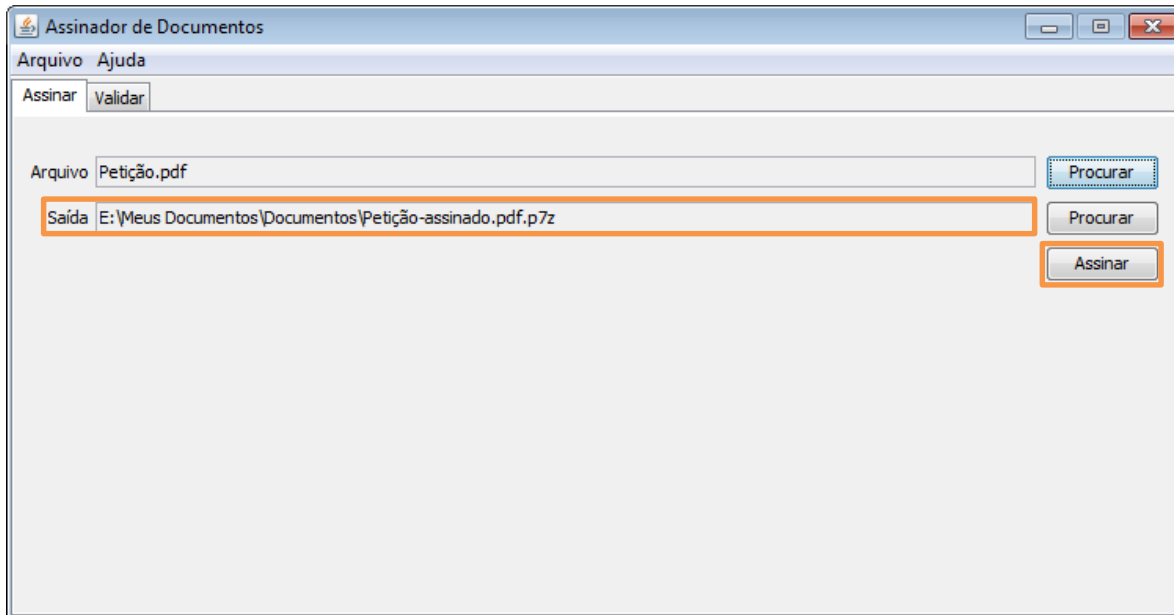 Assinador de Documentos
Arquivo Ajuda
Assinar Validar
Arquivo Petição.pdf Procurar
Saída E:\Meus Documentos\Documentos\Petição-assinado.pdf.p7z Procurar
Assinar